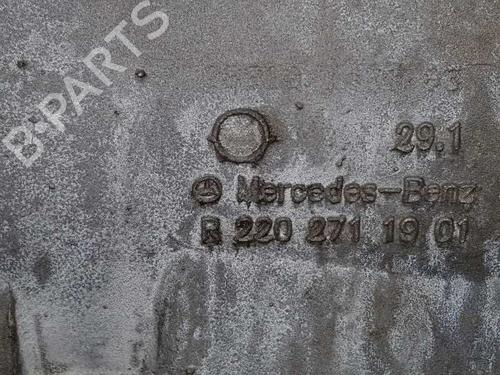 B-PARTS
29.1
Mercedes-Benz
R 220 271 19 01